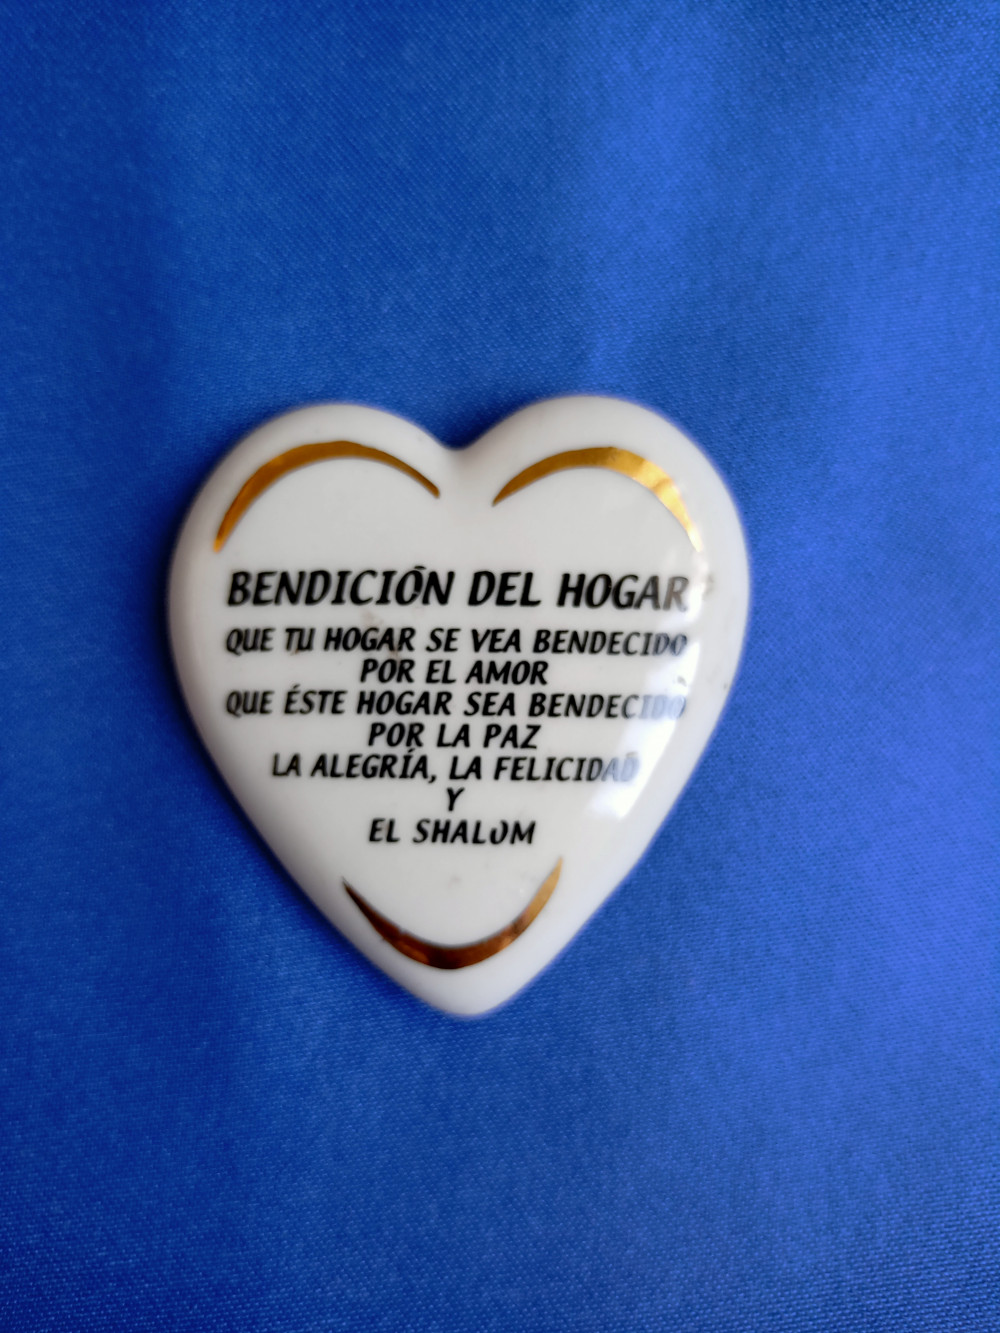 BENDICIÓN DEL HOGAR
QUE TU HOGAR SE VEA BENDECIDO
POR EL AMOR
QUE ÉSTE HOGAR SEA BENDECIDO
POR LA PAZ
LA ALEGRÍA, LA FELICIDAD
Y
EL SHALOM